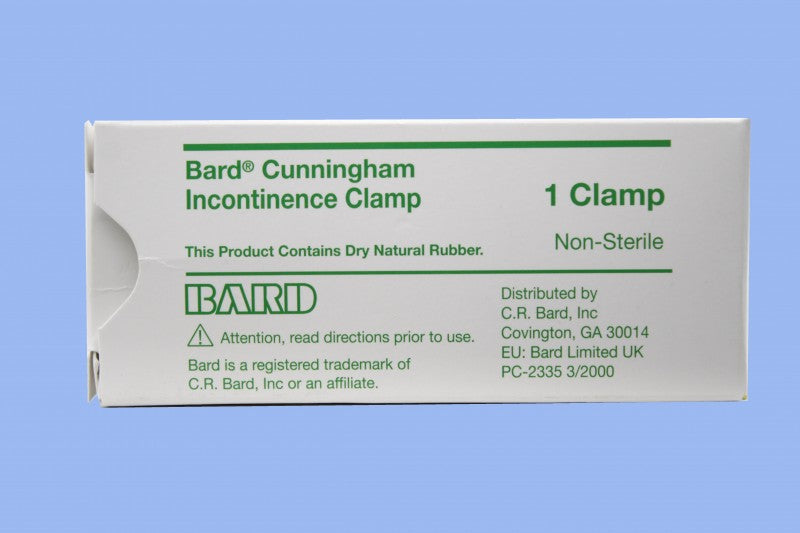 Bard® Cunningham
Incontinence Clamp
1 Clamp
This Product Contains Dry Natural Rubber.
Non-Sterile
BARD
Attention, read directions prior to use.
Bard is a registered trademark of
C.R. Bard, Inc or an affiliate.
Distributed by
C.R. Bard, Inc
Covington, GA 30014
EU: Bard Limited UK
PC-2335 3/2000